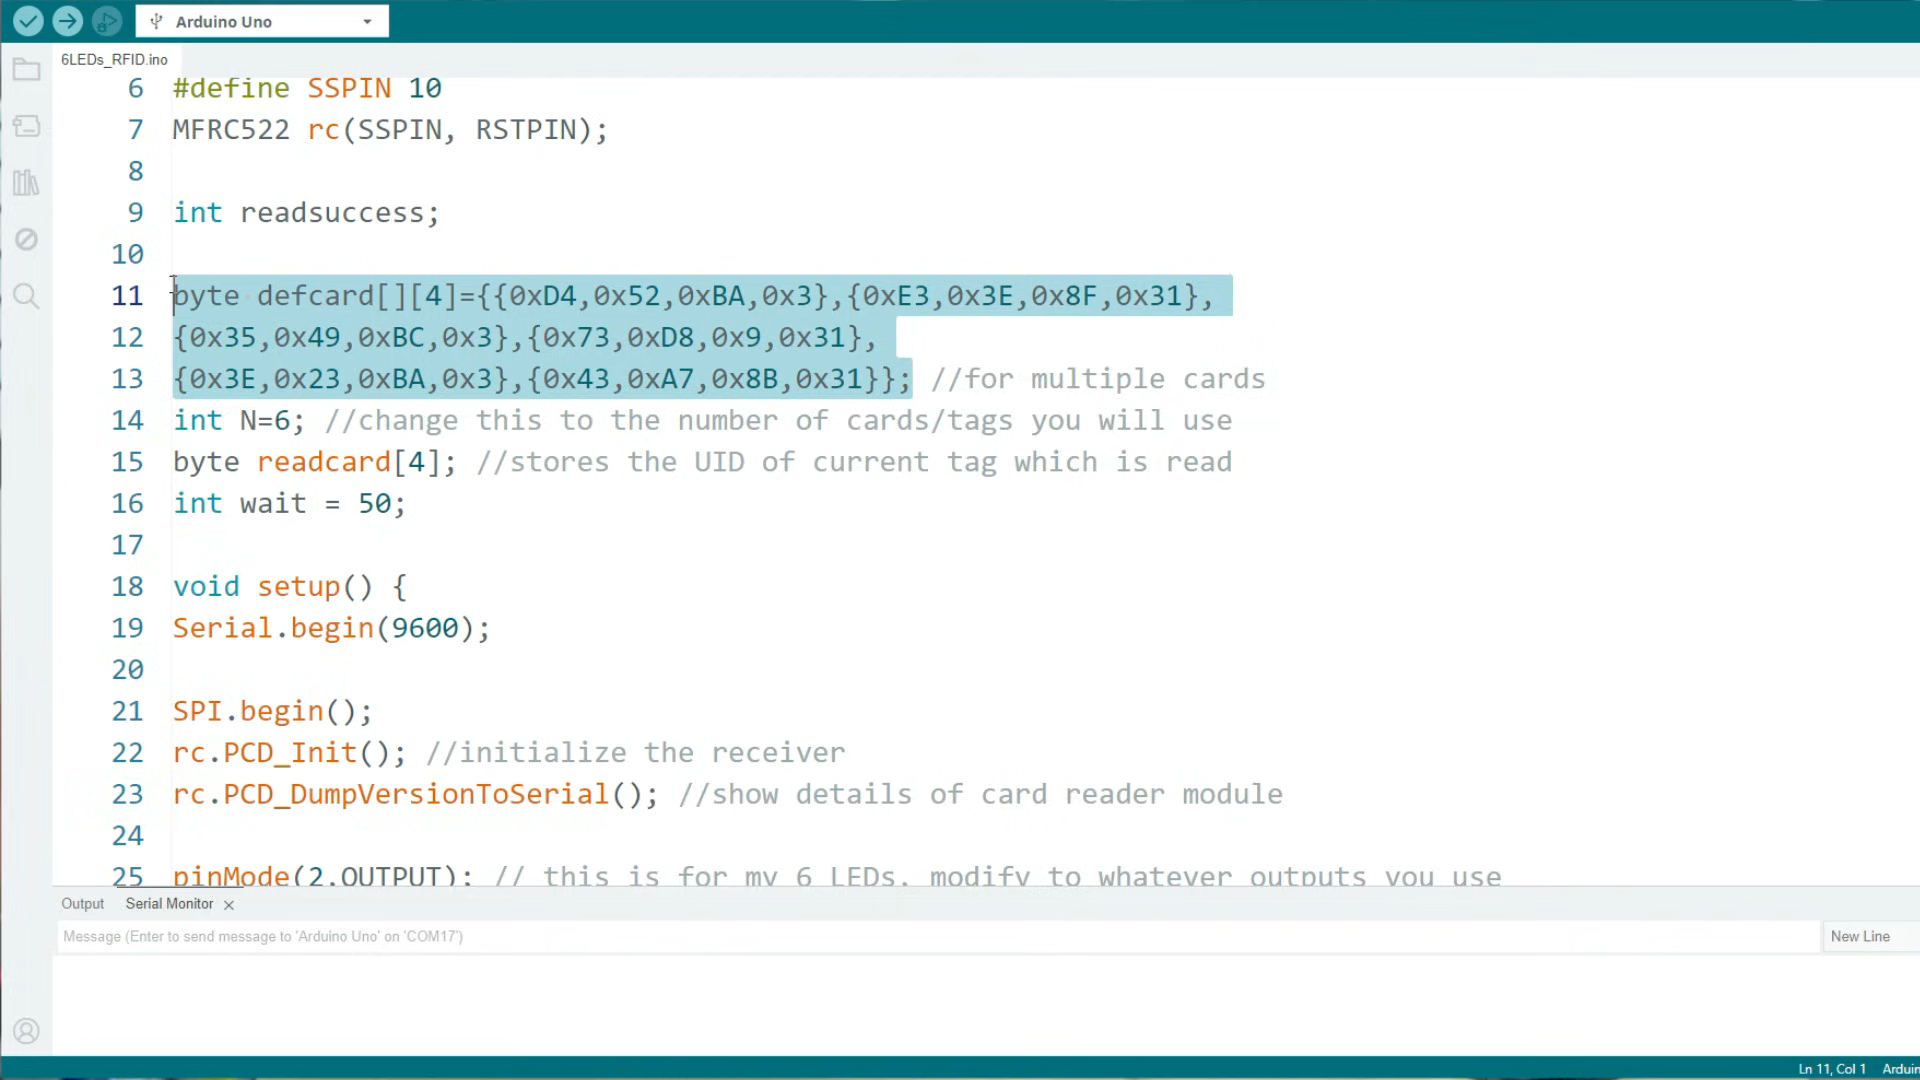 Arduino Uno
6LEDs_RFID.ino
6 #define SSPIN 10
7 MFRC522 rc(SSPIN, RSTPIN);
8
9 int readsuccess;
10
11 byte defcard[][4]={{0xD4,0x52,0xBA,0x3},{0xE3,0x3E,0x8F,0x31},
12 {0x35,0x49,0xBC,0x3},{0x73,0xD8,0x9,0x31},
13 {0x3E,0x23,0xBA,0x3},{0x43,0xA7,0x8B,0x31}}; //for multiple cards
14 int N=6; //change this to the number of cards/tags you will use
15 byte readcard[4]; //stores the UID of current tag which is read
16 int wait = 50;
17
18 void setup() {
19 Serial.begin(9600);
20
21 SPI.begin();
22 rc.PCD_Init(); //initialize the receiver
23 rc.PCD_DumpVersionToSerial(); //show details of card reader module
24
25 pinMode(2,OUTPUT); // this is for my 6 LEDs, modify to whatever outputs you use
Output Serial Monitor
Message (Enter to send message to 'Arduino Uno' on 'COM17')
New Line
Ln 11, Col 1 Arduin